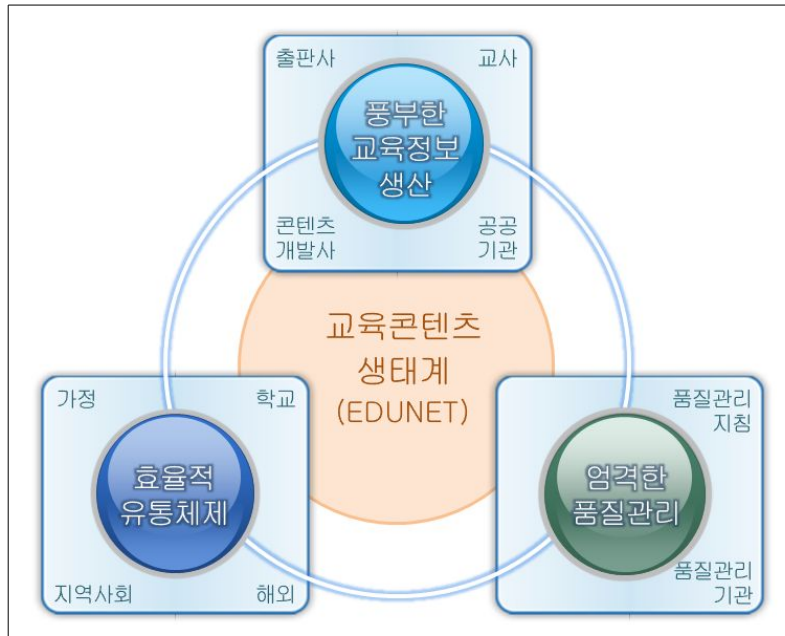 출판사
교사
풍부한
교육정보
생산
콘텐츠
개발사
공공
기관
교육콘텐츠
생태계
(EDUNET)
가정
학교
효율적
유통체제
지역사회
해외
품질관리
지침
엄격한
품질관리
품질관리
기관